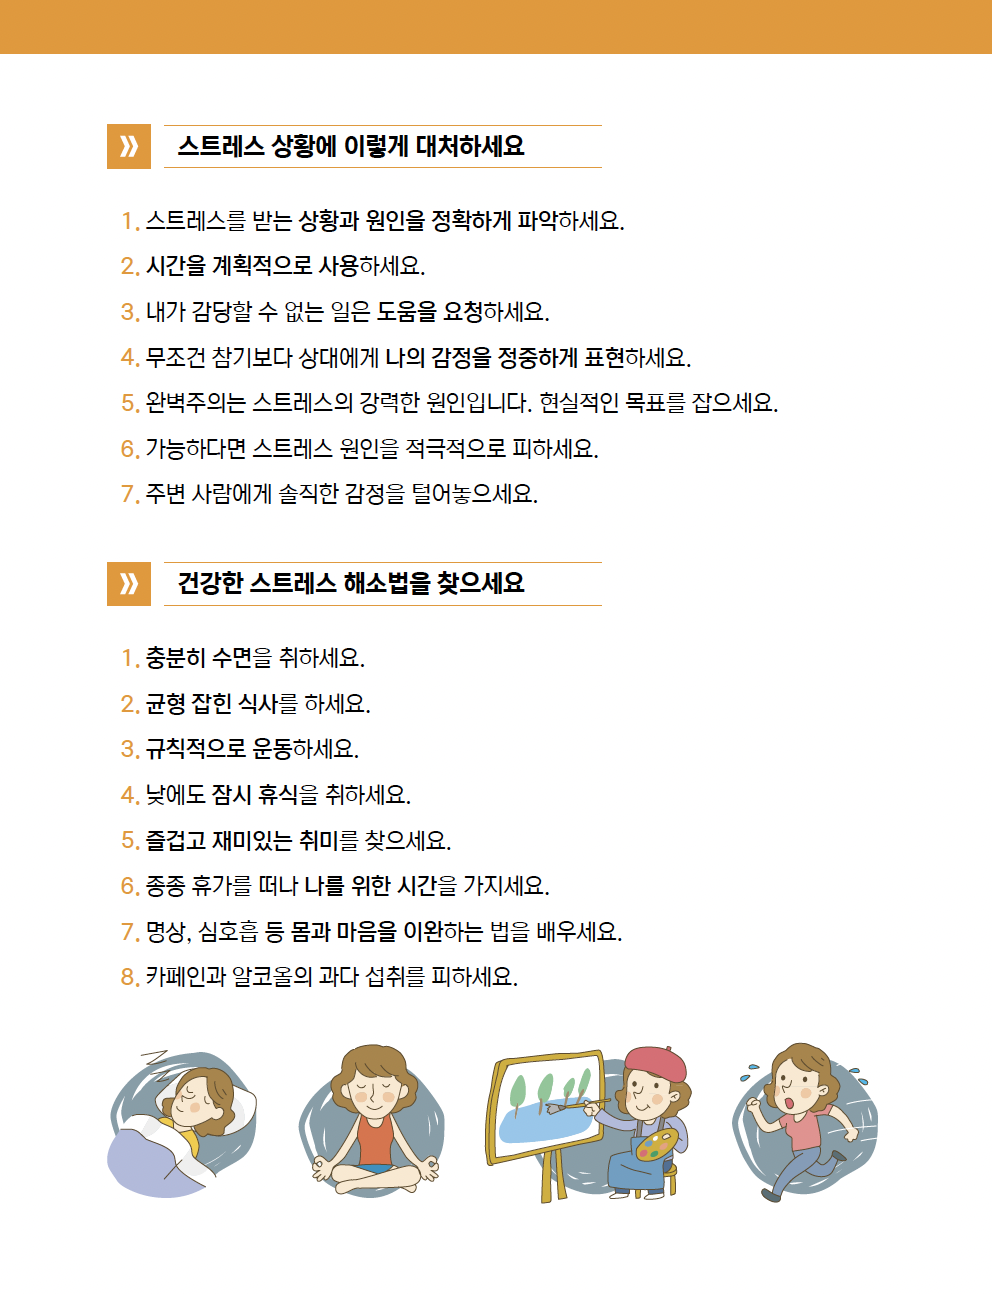 스트레스 상황에 이렇게 대처하세요
1. 스트레스를 받는 상황과 원인을 정확하게 파악하세요.
2. 시간을 계획적으로 사용하세요.
3. 내가 감당할 수 없는 일은 도움을 요청하세요.
4. 무조건 참기보다 상대에게 나의 감정을 정중하게 표현하세요.
5. 완벽주의는 스트레스의 강력한 원인입니다. 현실적인 목표를 잡으세요.
6. 가능하다면 스트레스 원인을 적극적으로 피하세요.
7. 주변 사람에게 솔직한 감정을 털어놓으세요.
건강한 스트레스 해소법을 찾으세요
1. 충분히 수면을 취하세요.
2. 균형 잡힌 식사를 하세요.
3. 규칙적으로 운동하세요.
4. 낮에도 잠시 휴식을 취하세요.
5. 즐겁고 재미있는 취미를 찾으세요.
6. 종종 휴가를 떠나 나를 위한 시간을 가지세요.
7. 명상, 심호흡 등 몸과 마음을 이완하는 법을 배우세요.
8. 카페인과 알코올의 과다 섭취를 피하세요.